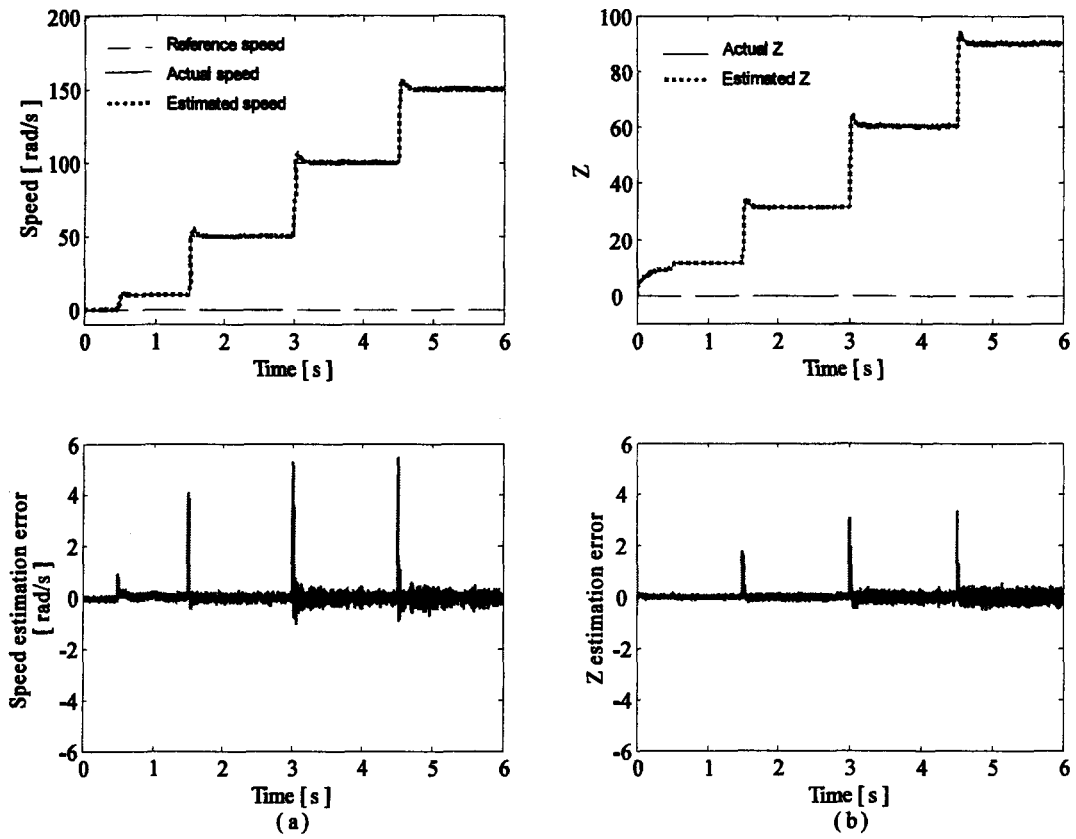 200
150
100
50
0
Speed [ rad/s ]
Reference speed
Actual speed
Estimated speed
0 1 2 3 4 5 6
Time [ s ]
100
80
60
40
20
0
Z
Actual Z
Estimated Z
0 1 2 3 4 5 6
Time [ s ]
6
4
2
0
-2
-4
-6
Speed estimation error
[ rad/s ]
0 1 2 3 4 5 6
Time [ s ]
( a )
6
4
2
0
-2
-4
-6
Z estimation error
0 1 2 3 4 5 6
Time [ s ]
( b )